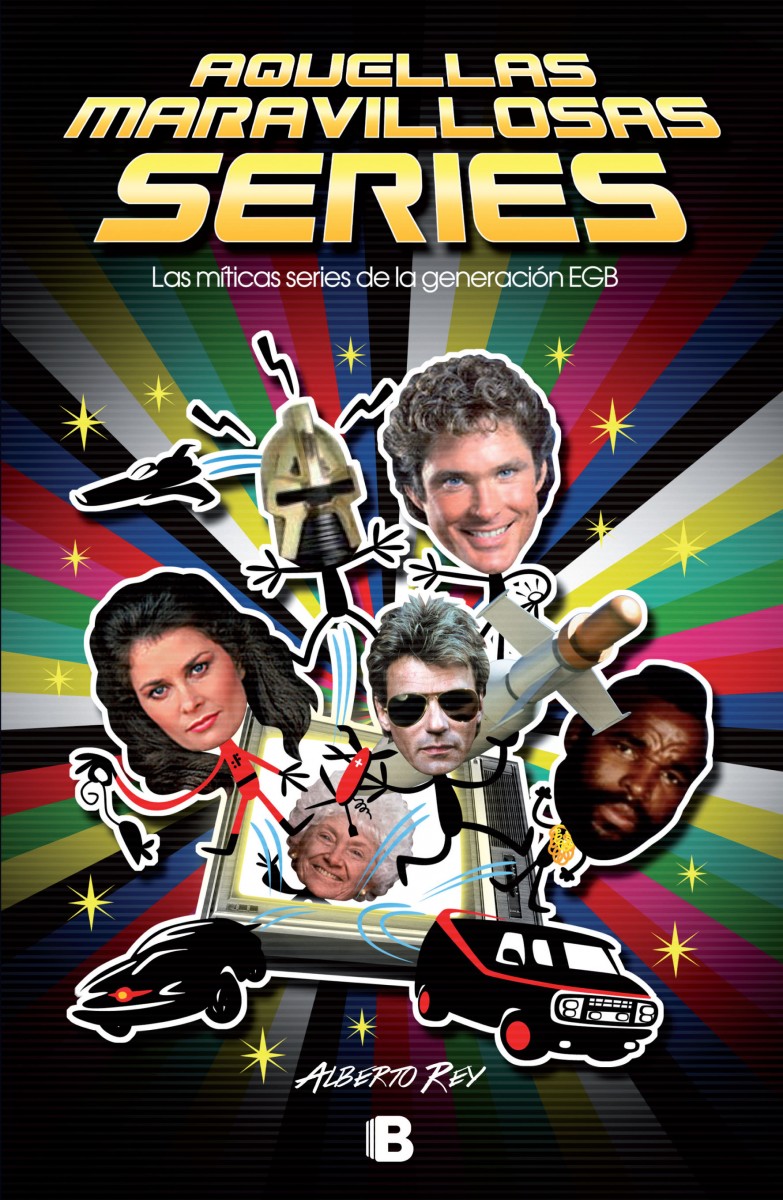 AQUELLAS
MARAVILLOSAS
SERIES
Las míticas series de la generación EGB
ALBERTO REY
B